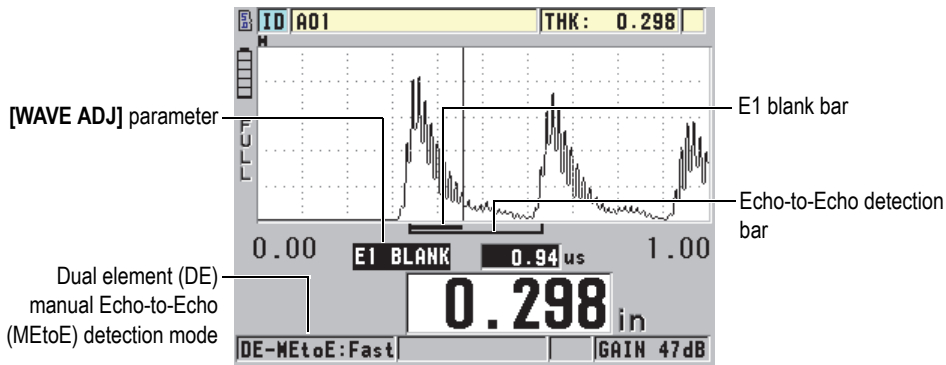 ID A01 THK: 0.298
FULL
[WAVE ADJ] parameter
E1 blank bar
Echo-to-Echo detection
bar
0.00 E1 BLANK 0.94 us 1.00
Dual element (DE)
manual Echo-to-Echo
(MEtoE) detection mode
0.298 in
DE-MEtoE:Fast GAIN 47dB